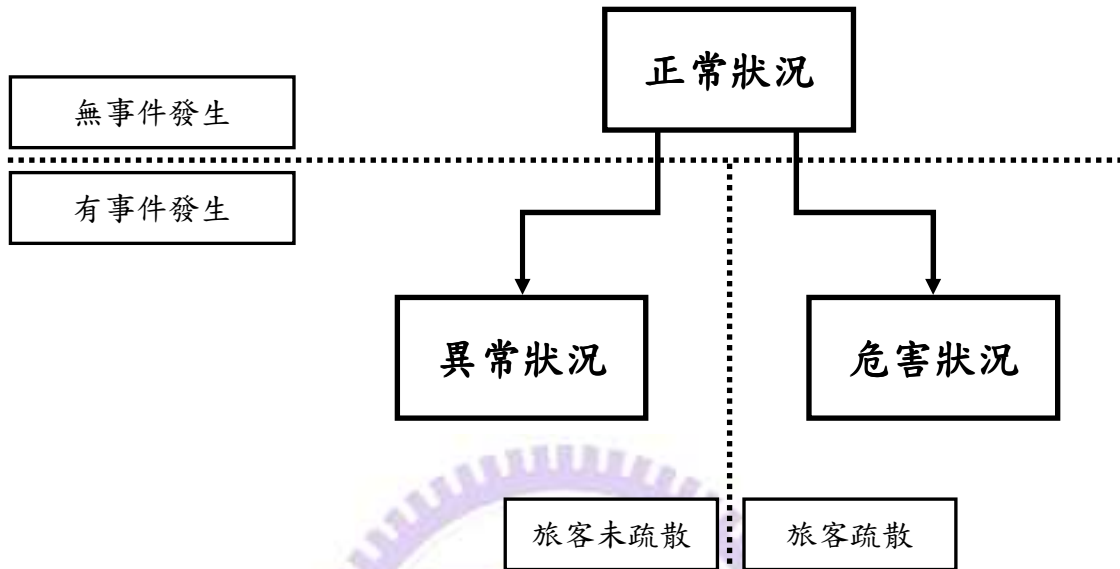 正常狀況
無事件發生
有事件發生
異常狀況
危害狀況
旅客未疏散
旅客疏散